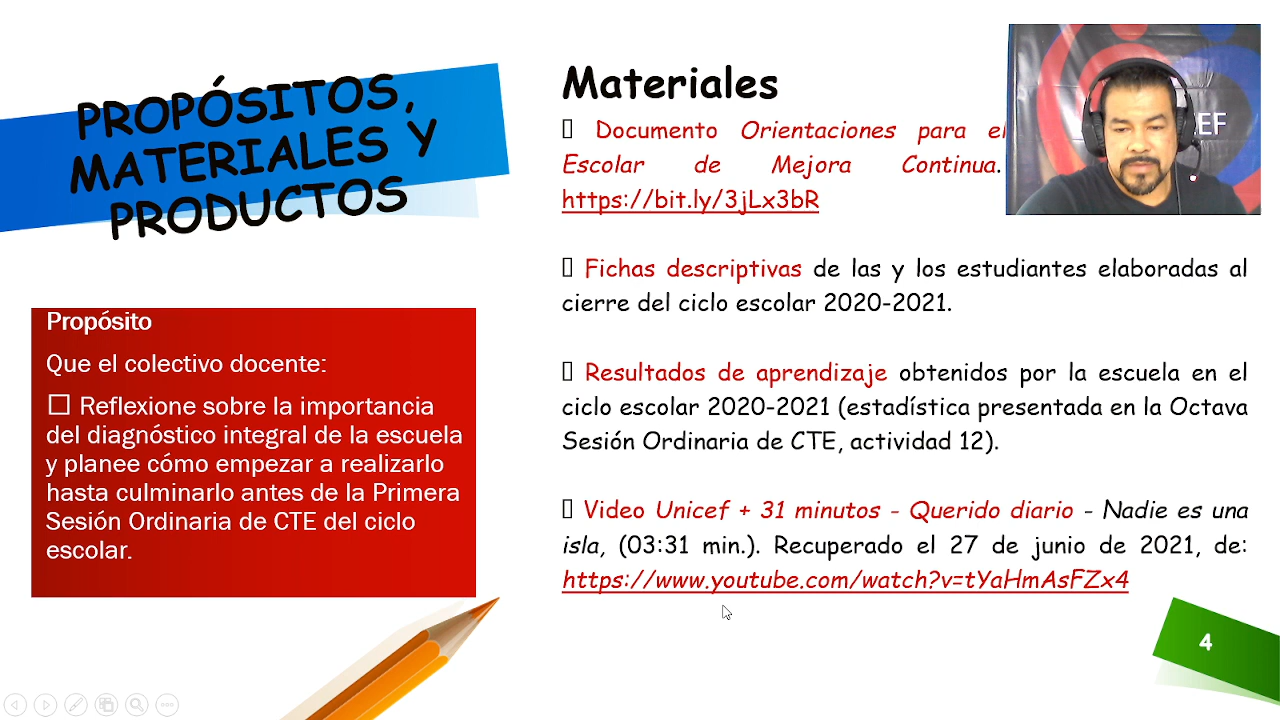 PROPÓSITOS,
MATERIALES Y
PRODUCTOS
Propósito
Que el colectivo docente:
☐ Reflexione sobre la importancia
del diagnóstico integral de la escuela
y planee cómo empezar a realizarlo
hasta culminarlo antes de la Primera
Sesión Ordinaria de CTE del ciclo
escolar.
Materiales
▯ Documento Orientaciones para el
Escolar de Mejora Continua.
https://bit.ly/3jLx3bR
▯ Fichas descriptivas de las y los estudiantes elaboradas al
cierre del ciclo escolar 2020-2021.
▯ Resultados de aprendizaje obtenidos por la escuela en el
ciclo escolar 2020-2021 (estadística presentada en la Octava
Sesión Ordinaria de CTE, actividad 12).
▯ Video Unicef + 31 minutos - Querido diario - Nadie es una
isla, (03:31 min.). Recuperado el 27 de junio de 2021, de:
https://www.youtube.com/watch?v=tYaHmAsFZx4
4